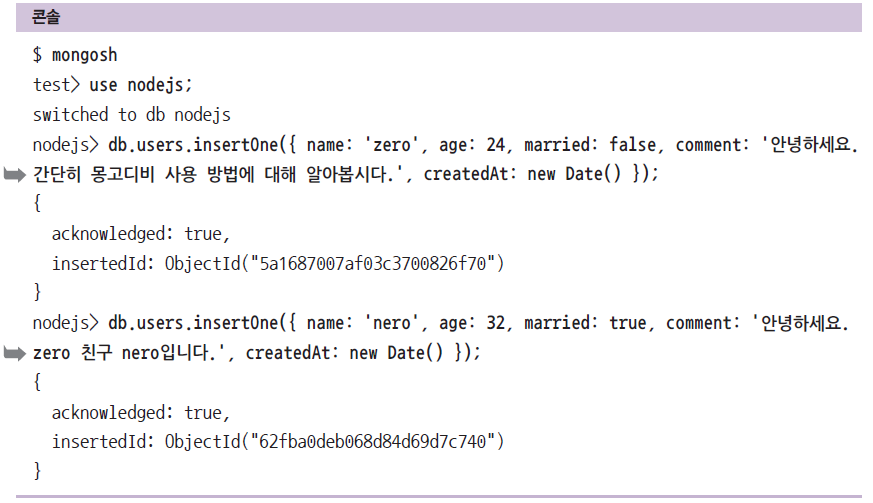 콘솔
$ mongosh
test> use nodejs;
switched to db nodejs
nodejs> db.users.insertOne({ name: 'zero', age: 24, married: false, comment: '안녕하세요.
간단히 몽고디비 사용 방법에 대해 알아봅시다.', createdAt: new Date() });
{
  acknowledged: true,
  insertedId: ObjectId("5a1687007af03c3700826f70")
}
nodejs> db.users.insertOne({ name: 'nero', age: 32, married: true, comment: '안녕하세요.
zero 친구 nero입니다.', createdAt: new Date() });
{
  acknowledged: true,
  insertedId: ObjectId("62fba0deb068d84d69d7c740")
}